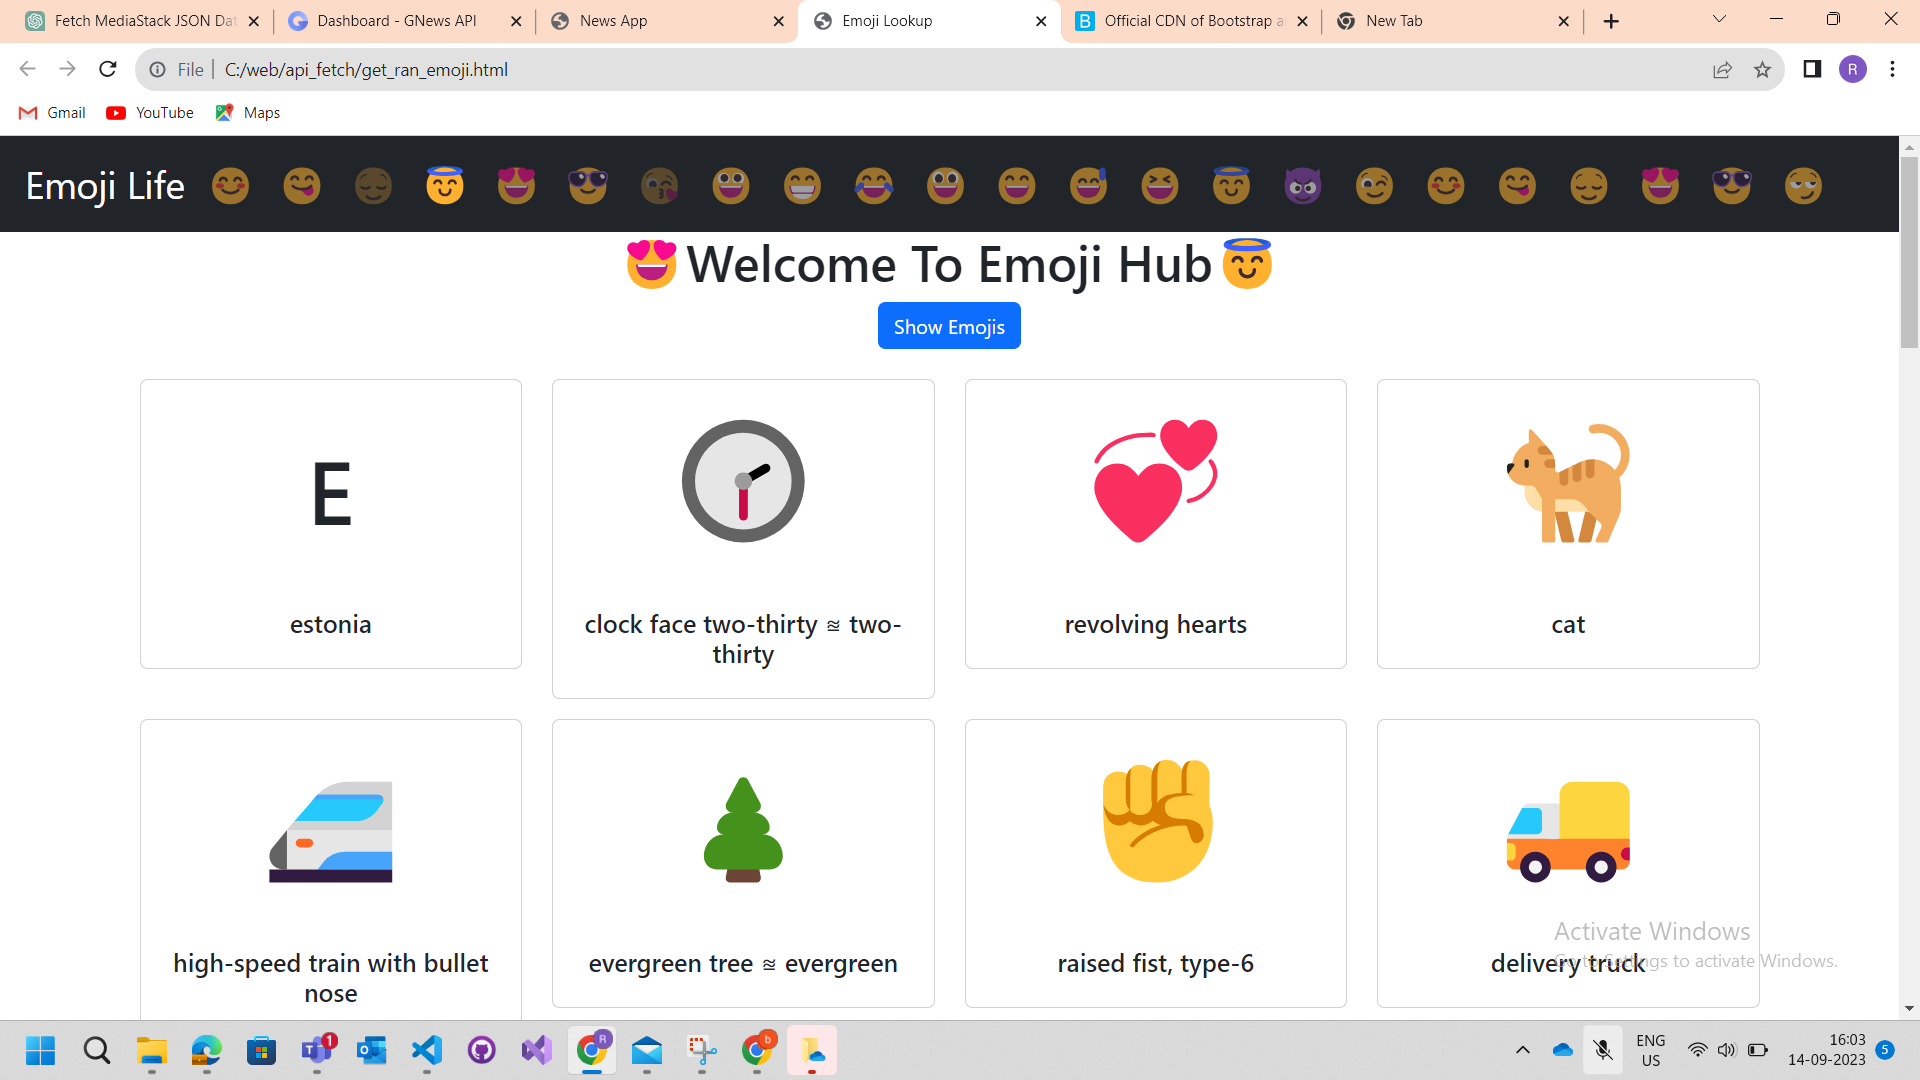 Fetch MediaStack JSON Dat
Dashboard - GNews API
News App
Emoji Lookup
B
Official CDN of Bootstrap a
New Tab
File
C:/web/api_fetch/get_ran_emoji.html
R
Gmail
YouTube
Maps
Emoji Life
Welcome To Emoji Hub
Show Emojis
E
estonia
clock face two-thirty ≊ two-
thirty
revolving hearts
cat
high-speed train with bullet
nose
evergreen tree ≊ evergreen
raised fist, type-6
delivery truck
Activate Windows
Go to Settings to activate Windows.
1
R
b
ENG
US
16:03
14-09-2023
5